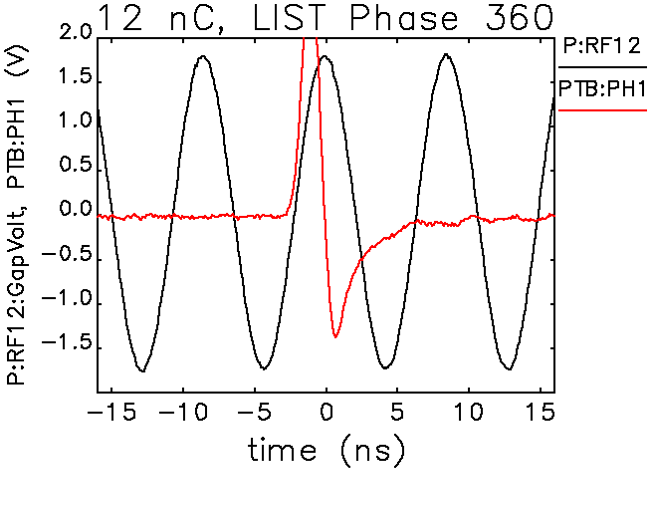 12 nC, LIST Phase 360
P:RF12
PTB:PH1
P:RF12:GapVolt, PTB:PH1 (V)
2.0
1.5
1.0
0.5
0.0
−0.5
−1.0
−1.5
−15 −10 −5 0 5 10 15
time (ns)